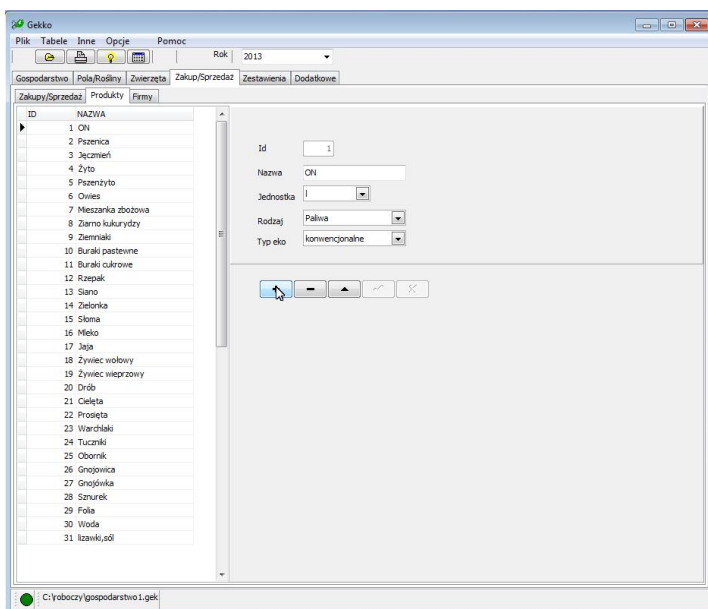 Gekko
Plik Tabele Inne Opcje Pomoc
Rok 2013
Gospodarstwo Pola/Rośliny Zwierzęta Zakup/Sprzedaż Zestawienia Dodatkowe
Zakupy/Sprzedaż Produkty Firmy
ID NAZWA
1 ON
2 Pszenica
3 Jęczmień
4 Żyto
5 Pszenżyto
6 Owies
7 Mieszanka zbożowa
8 Ziarno kukurydzy
9 Ziemniaki
10 Buraki pastewne
11 Buraki cukrowe
12 Rzepak
13 Siano
14 Zielonka
15 Słoma
16 Mleko
17 Jaja
18 Żywiec wołowy
19 Żywiec wieprzowy
20 Drób
21 Cielęta
22 Prosięta
23 Warchlaki
24 Tuczniki
25 Obornik
26 Gnojowica
27 Gnojówka
28 Sznurek
29 Folia
30 Woda
31 lizawki,sól
Id 1
Nazwa ON
Jednostka l
Rodzaj Paliwa
Typ eko konwencjonalne
C:\roboczy\gospodarstwo1.gek